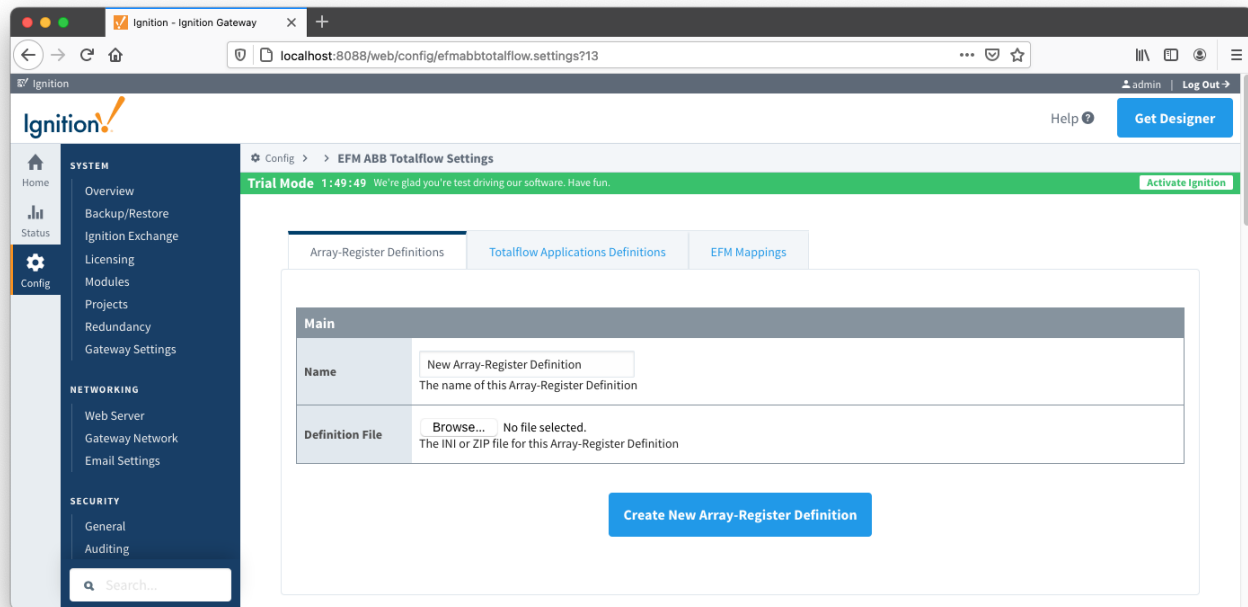 Ignition - Ignition Gateway
localhost:8088/web/config/efmabbtotalflow.settings?13
Ignition
admin | Log Out
Ignition!
Help
Get Designer
Home
Status
Config
SYSTEM
Overview
Backup/Restore
Ignition Exchange
Licensing
Modules
Projects
Redundancy
Gateway Settings
NETWORKING
Web Server
Gateway Network
Email Settings
SECURITY
General
Auditing
Search...
Config > > EFM ABB Totalflow Settings
Trial Mode 1:49:49 We're glad you're test driving our software. Have fun.
Activate Ignition
Array-Register Definitions
Totalflow Applications Definitions
EFM Mappings
Main
Name
New Array-Register Definition
The name of this Array-Register Definition
Definition File
Browse... No file selected.
The INI or ZIP file for this Array-Register Definition
Create New Array-Register Definition